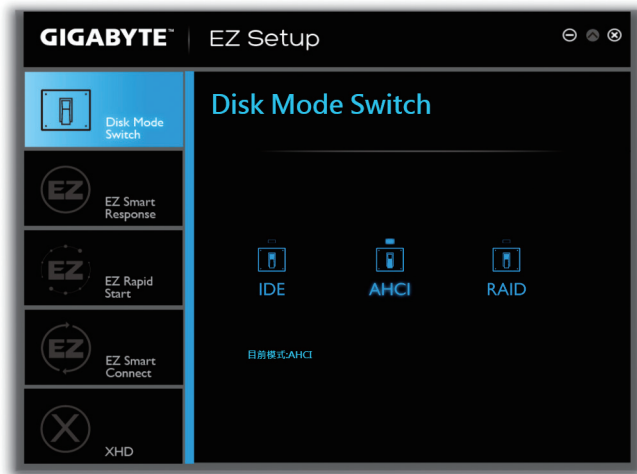 GIGABYTE™ EZ Setup
Disk Mode Switch
Disk Mode
Switch
EZ
EZ Smart
Response
EZ
EZ Rapid
Start
EZ
EZ Smart
Connect
X
XHD
IDE AHCI RAID
目前模式:AHCI